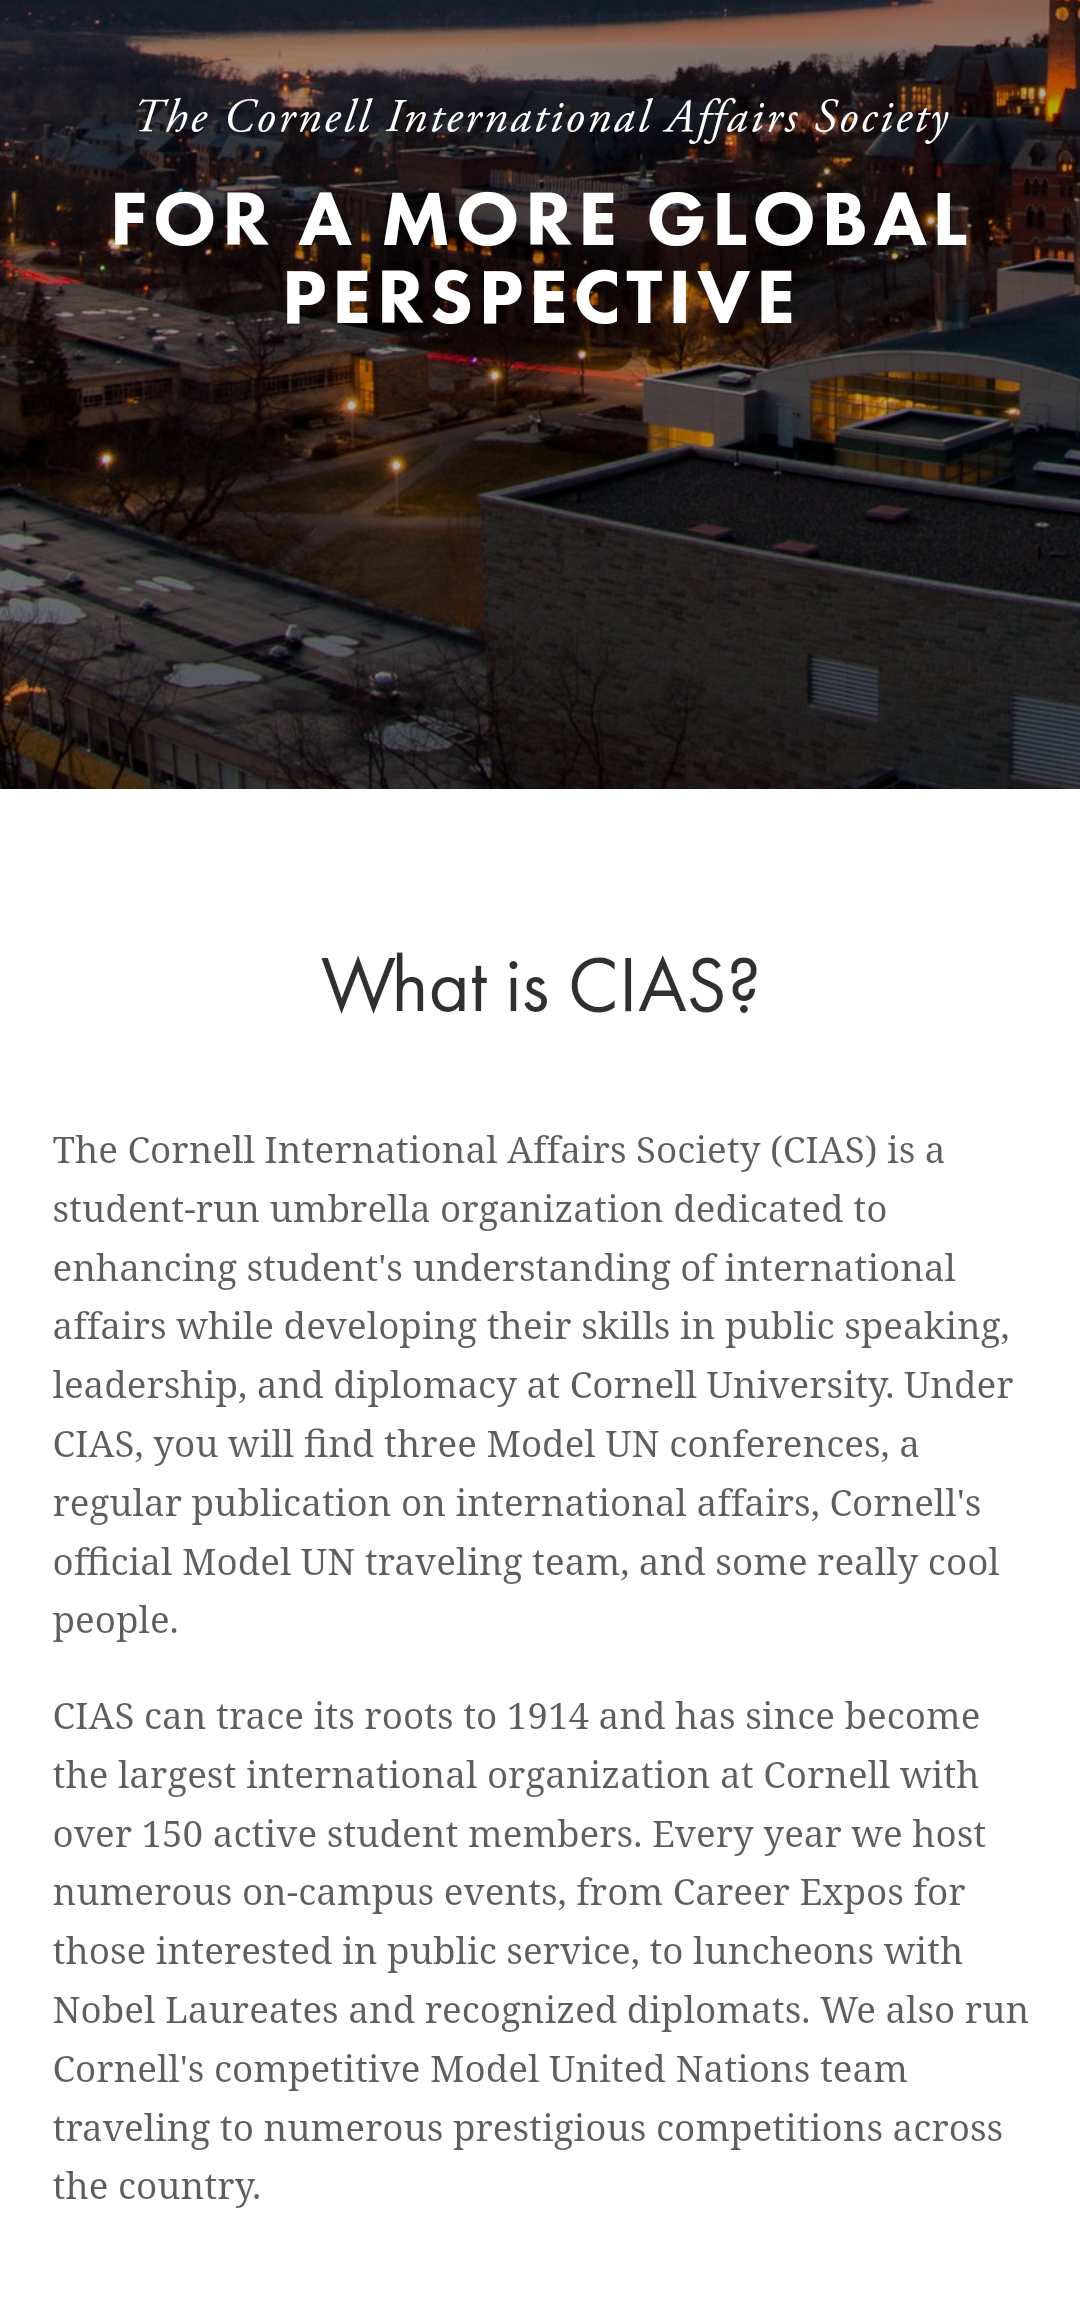 The Cornell International Affairs Society
FOR A MORE GLOBAL
PERSPECTIVE
What is CIAS?
The Cornell International Affairs Society (CIAS) is a
student-run umbrella organization dedicated to
enhancing student's understanding of international
affairs while developing their skills in public speaking,
leadership, and diplomacy at Cornell University. Under
CIAS, you will find three Model UN conferences, a
regular publication on international affairs, Cornell's
official Model UN traveling team, and some really cool
people.
CIAS can trace its roots to 1914 and has since become
the largest international organization at Cornell with
over 150 active student members. Every year we host
numerous on-campus events, from Career Expos for
those interested in public service, to luncheons with
Nobel Laureates and recognized diplomats. We also run
Cornell's competitive Model United Nations team
traveling to numerous prestigious competitions across
the country.